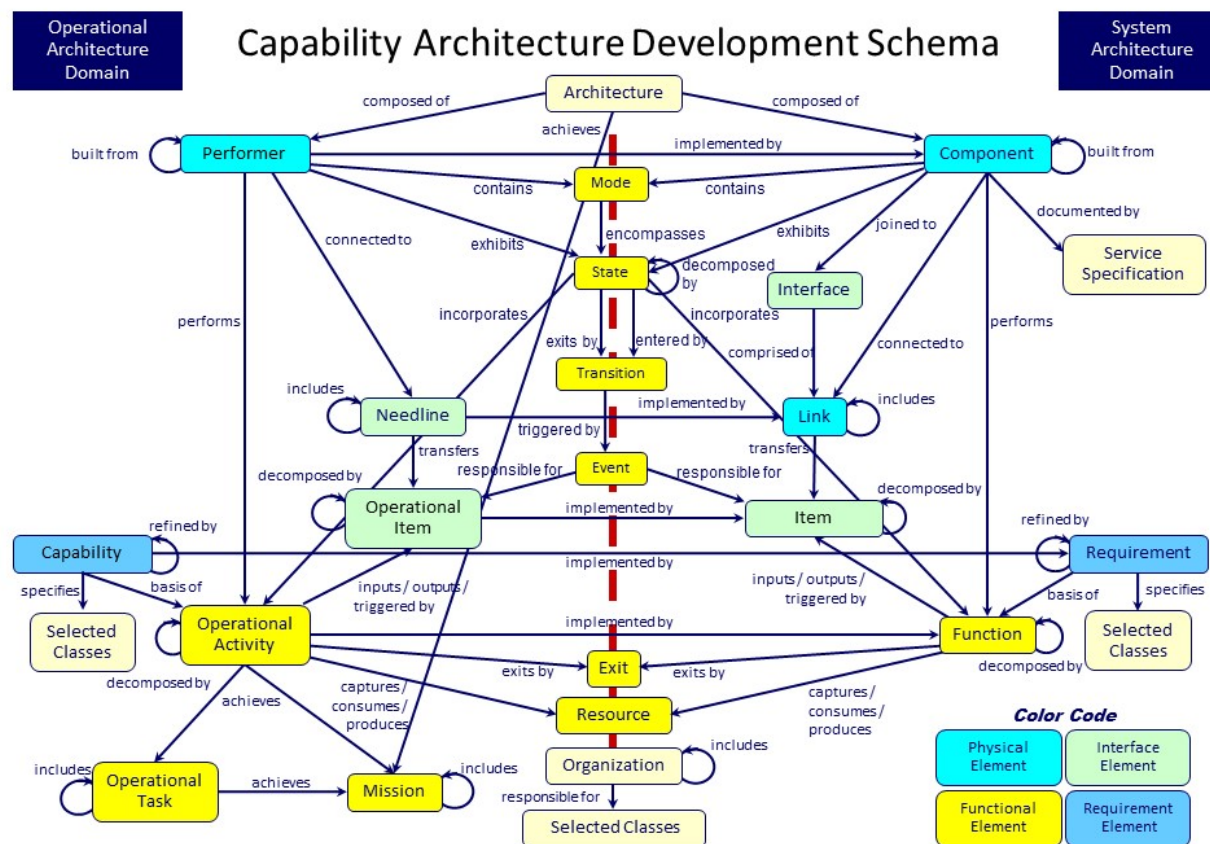 Operational
Architecture
Domain
Capability Architecture Development Schema
System
Architecture
Domain
Architecture
composed of
composed of
achieves
built from
Performer
implemented by
Component
built from
contains
Mode
contains
documented by
connected to
exhibits
encompasses
exhibits
joined to
Service
Specification
State
decomposed
by
Interface
performs
incorporates
incorporates
performs
exits by
entered by
comprised of
connected to
Transition
includes
Needline
implemented by
Link
includes
triggered by
transfers
transfers
decomposed by
responsible for
Event
responsible for
decomposed by
Operational
Item
implemented by
Item
refined by
refined by
Capability
implemented by
Requirement
specifies
basis of
inputs / outputs /
triggered by
inputs / outputs /
triggered by
basis of
specifies
Selected
Classes
Operational
Activity
implemented by
Function
Selected
Classes
exits by
Exit
exits by
decomposed by
decomposed by
achieves
captures /
consumes /
produces
Resource
captures /
consumes /
produces
Color Code
Physical
Element
Interface
Element
Functional
Element
Requirement
Element
includes
Operational
Task
achieves
Mission
includes
Organization
includes
responsible for
Selected Classes